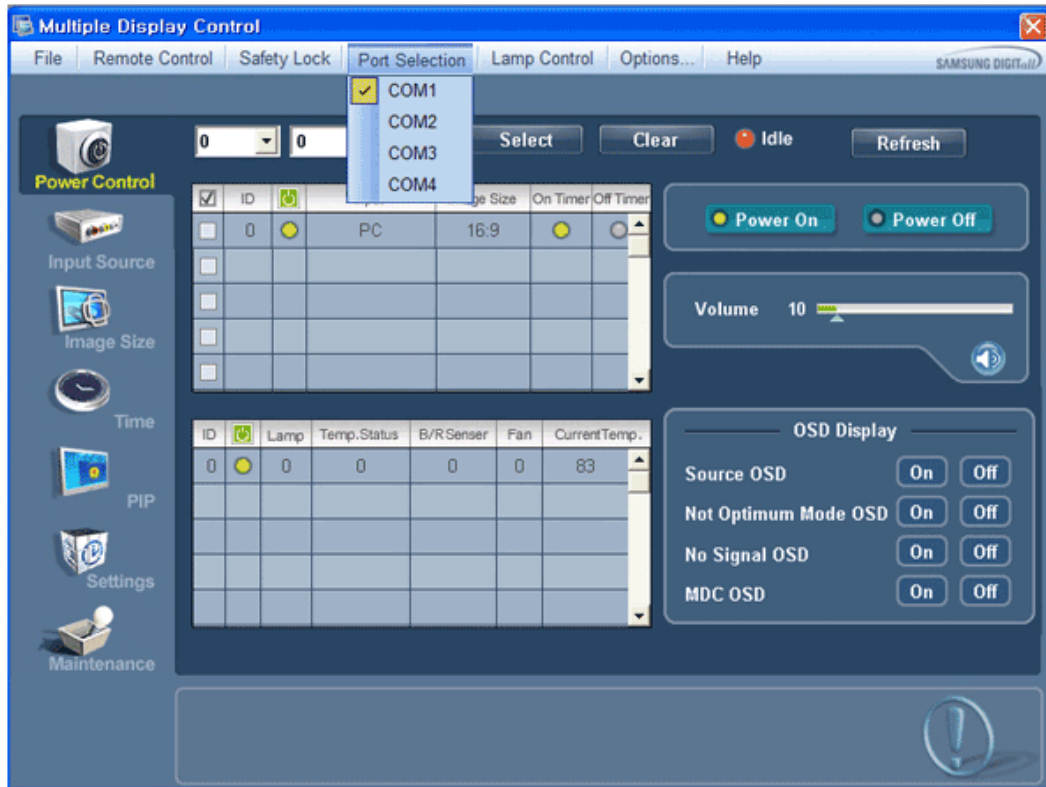 Multiple Display Control
File Remote Control Safety Lock Port Selection Lamp Control Options... Help SAMSUNG DIGITall
COM1
COM2
COM3
COM4
0 0 Select Clear Idle Refresh
Power Control
Input Source
Image Size
Time
PIP
Settings
Maintenance
ID Size On Timer Off Timer
0 PC 16:9
ID Lamp Temp.Status B/RSenser Fan CurrentTemp.
0 0 0 0 0 83
Power On Power Off
Volume 10
OSD Display
Source OSD On Off
Not Optimum Mode OSD On Off
No Signal OSD On Off
MDC OSD On Off